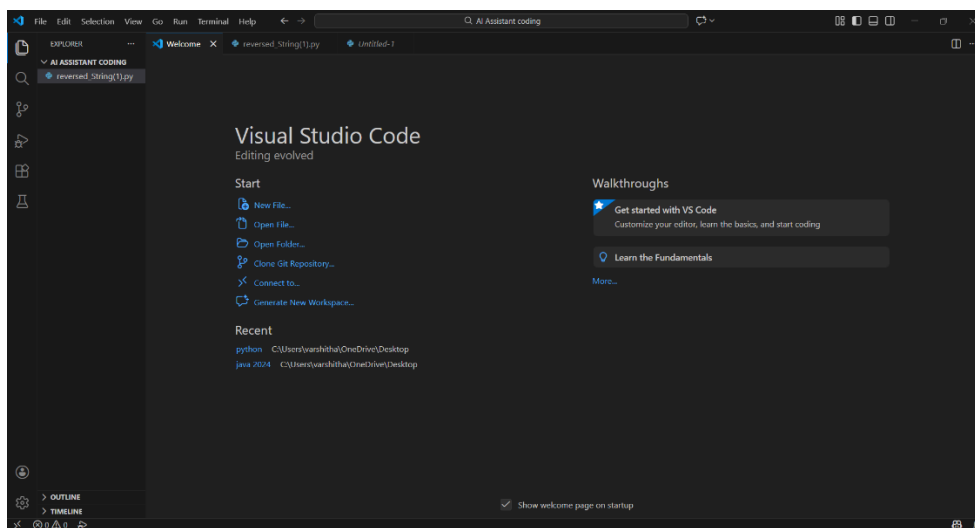 File Edit Selection View Go Run Terminal Help AI Assistant coding
EXPLORER
Welcome reversed_String(1).py Untitled-1
AI ASSISTANT CODING
reversed_String(1).py
Visual Studio Code
Editing evolved
Start
New File...
Open File...
Open Folder...
Clone Git Repository...
Connect to...
Generate New Workspace...
Recent
python C:\Users\varshitha\OneDrive\Desktop
java 2024 C:\Users\varshitha\OneDrive\Desktop
Walkthroughs
Get started with VS Code
Customize your editor, learn the basics, and start coding
Learn the Fundamentals
More...
OUTLINE
TIMELINE
Show welcome page on startup
0 0